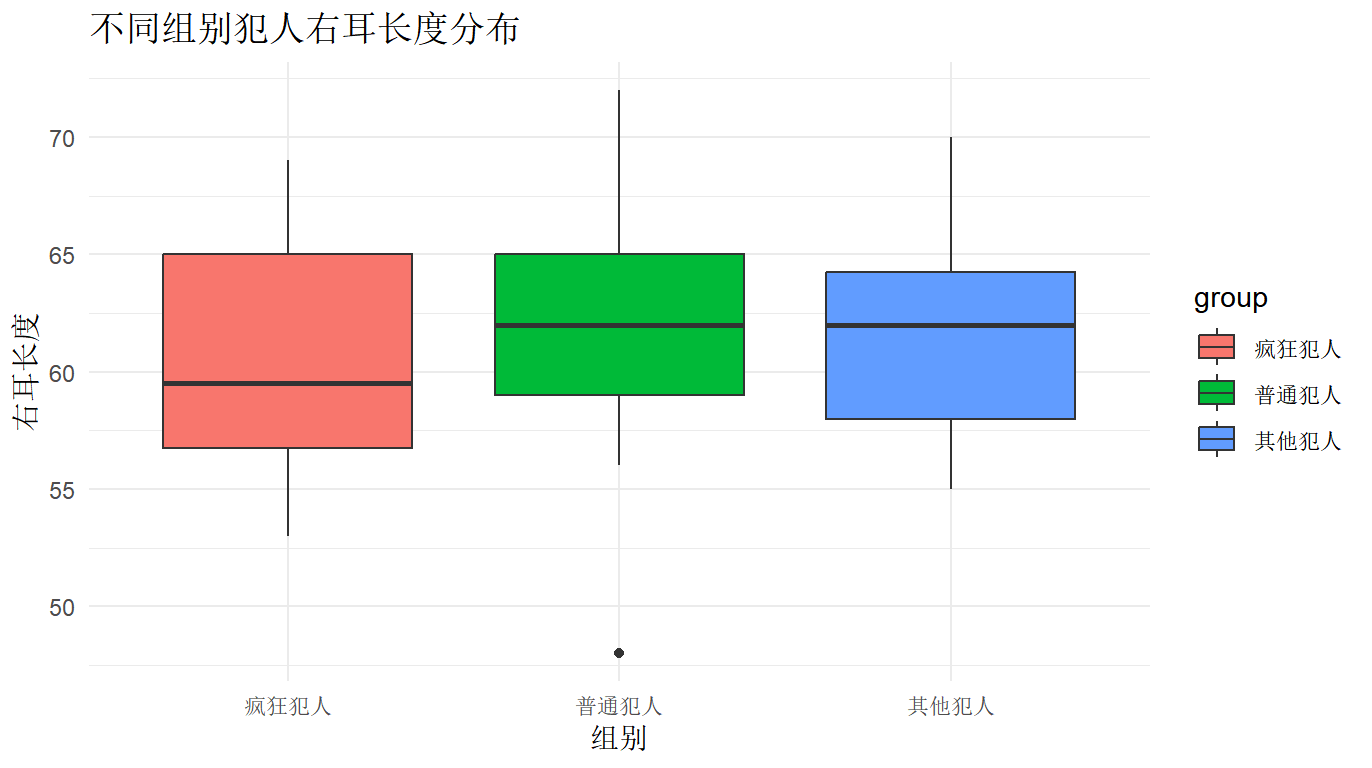 不同组别犯人右耳长度分布
右耳长度
70
65
60
55
50
疯狂犯人
普通犯人
其他犯人
组别
group
疯狂犯人
普通犯人
其他犯人